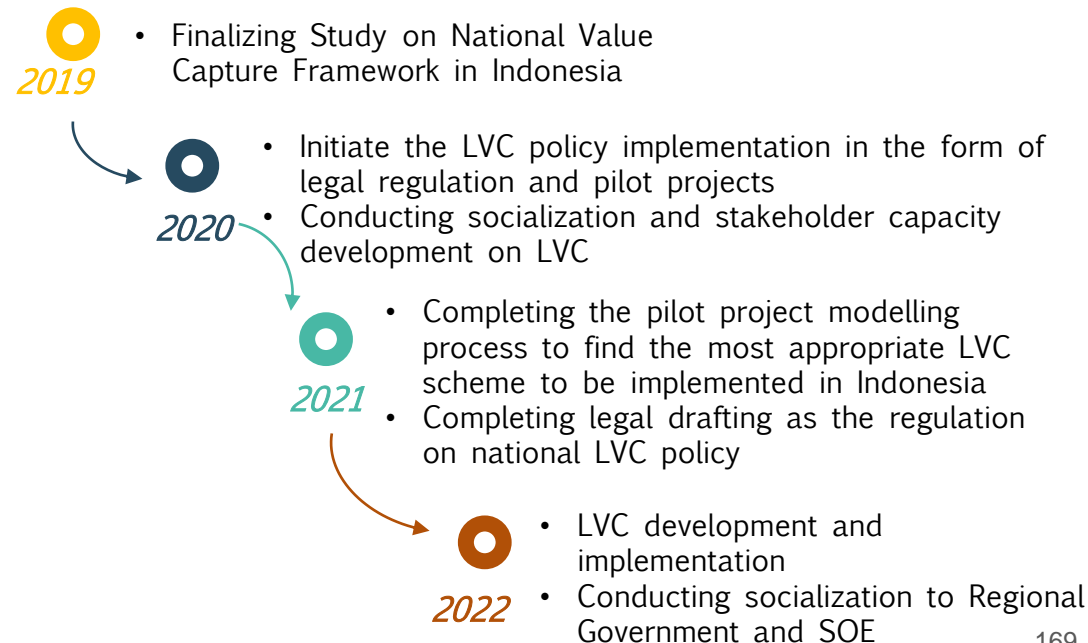 • Finalizing Study on National Value
Capture Framework in Indonesia
2019
• Initiate the LVC policy implementation in the form of
legal regulation and pilot projects
2020
• Conducting socialization and stakeholder capacity
development on LVC
• Completing the pilot project modelling
process to find the most appropriate LVC
scheme to be implemented in Indonesia
2021
• Completing legal drafting as the regulation
on national LVC policy
• LVC development and
implementation
2022
• Conducting socialization to Regional
Government and SOE
169